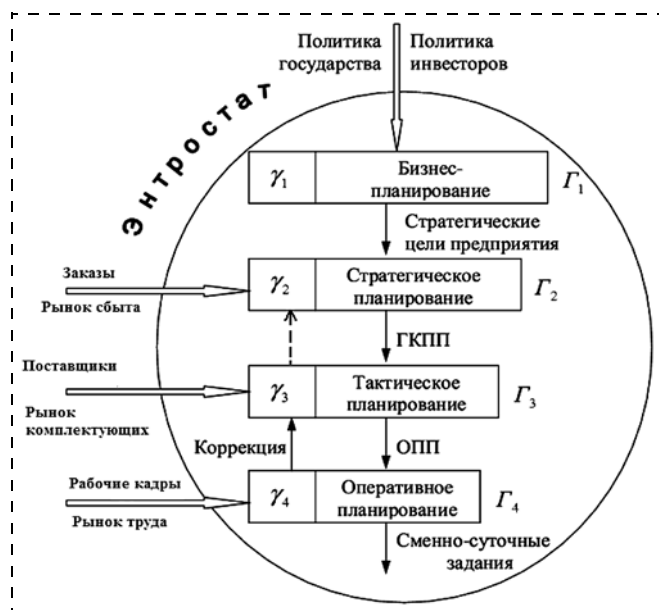 Политика
государства
Политика
инвесторов
Энтростат
γ1
Бизнес-
планирование
Γ1
Стратегические
цели предприятия
Заказы
Рынок сбыта
γ2
Стратегическое
планирование
Γ2
ГКПП
Поставщики
Рынок
комплектующих
γ3
Тактическое
планирование
Γ3
Коррекция
ОПП
Рабочие кадры
Рынок труда
γ4
Оперативное
планирование
Γ4
Сменно-суточные
задания